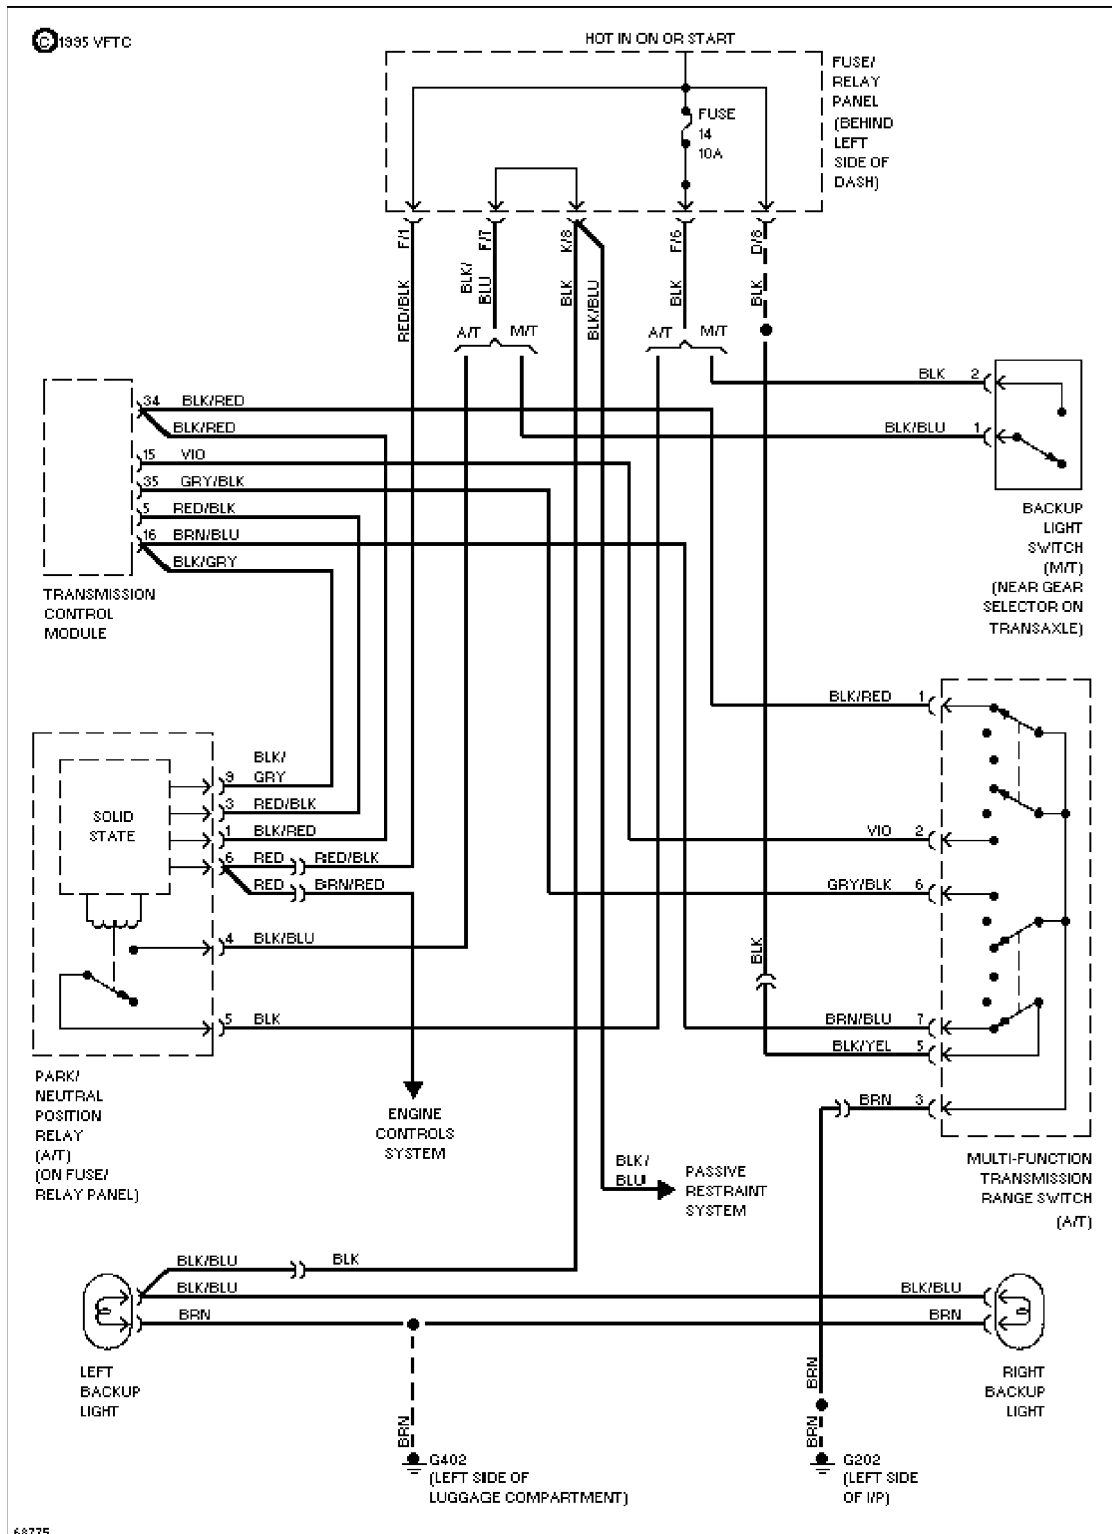 © 1995 VFTC
HOT IN ON OR START
FUSE/
RELAY
PANEL
(BEHIND
LEFT
SIDE OF
DASH)
FUSE
14
10A
F/1
F/7
K/8
F/6
D/8
RED/BLK
BLK/
BLU
BLK
BLK/BLU
BLK
BLK
A/T
M/T
A/T
M/T
BLK 2
BLK/BLU 1
BACKUP
LIGHT
SWITCH
(M/T)
(NEAR GEAR
SELECTOR ON
TRANSAXLE)
34 BLK/RED
BLK/RED
15 VIO
35 GRY/BLK
5 RED/BLK
16 BRN/BLU
BLK/GRY
TRANSMISSION
CONTROL
MODULE
BLK/RED 1
VIO 2
GRY/BLK 6
BRN/BLU 7
BLK/YEL 5
BRN 3
BLK
MULTI-FUNCTION
TRANSMISSION
RANGE SWITCH
(A/T)
SOLID
STATE
BLK/
9 GRY
3 RED/BLK
1 BLK/RED
6 RED RED/BLK
RED BRN/RED
4 BLK/BLU
5 BLK
PARK/
NEUTRAL
POSITION
RELAY
(A/T)
(ON FUSE/
RELAY PANEL)
ENGINE
CONTROLS
SYSTEM
BLK/
BLU
PASSIVE
RESTRAINT
SYSTEM
BLK/BLU BLK
BLK/BLU BLK/BLU
BRN BRN
LEFT
BACKUP
LIGHT
RIGHT
BACKUP
LIGHT
BRN
BRN
BRN
G402
(LEFT SIDE OF
LUGGAGE COMPARTMENT)
G202
(LEFT SIDE
OF I/P)
68775